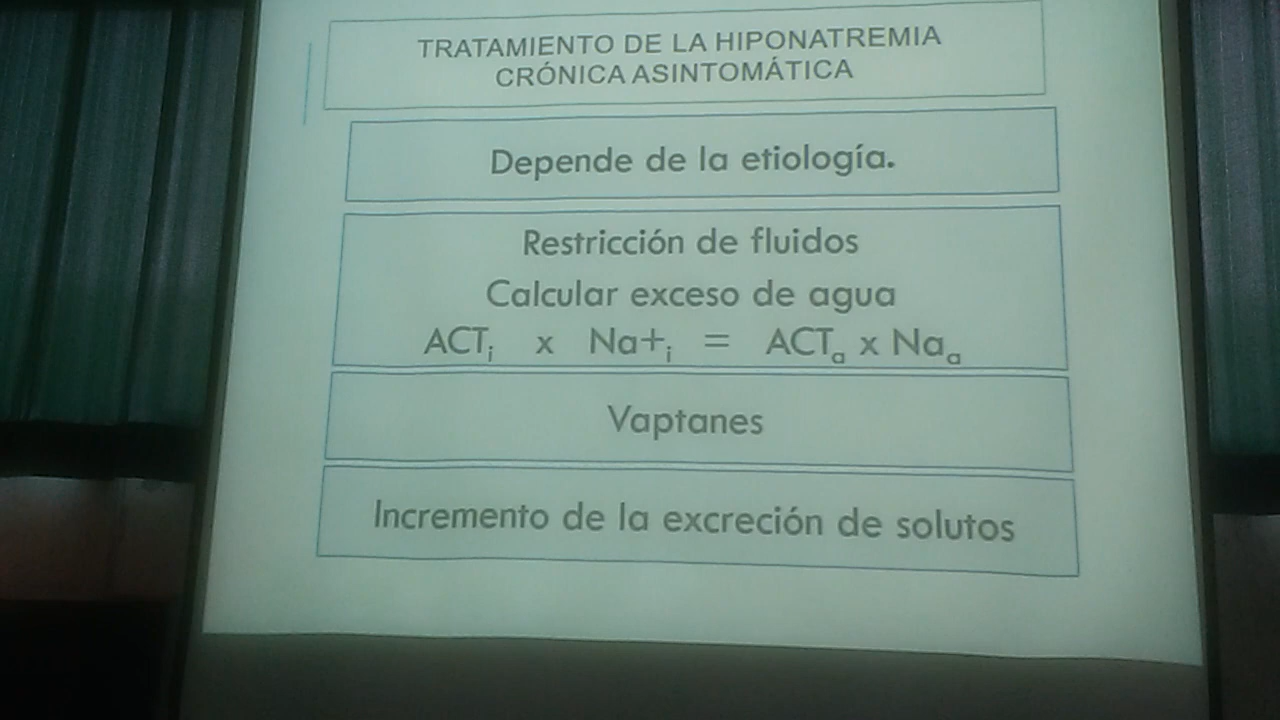 TRATAMIENTO DE LA HIPONATREMIA
CRÓNICA ASINTOMÁTICA
Depende de la etiología.
Restricción de fluidos
Calcular exceso de agua
ACTi x Na+i = ACTa x Naa
Vaptanes
Incremento de la excreción de solutos